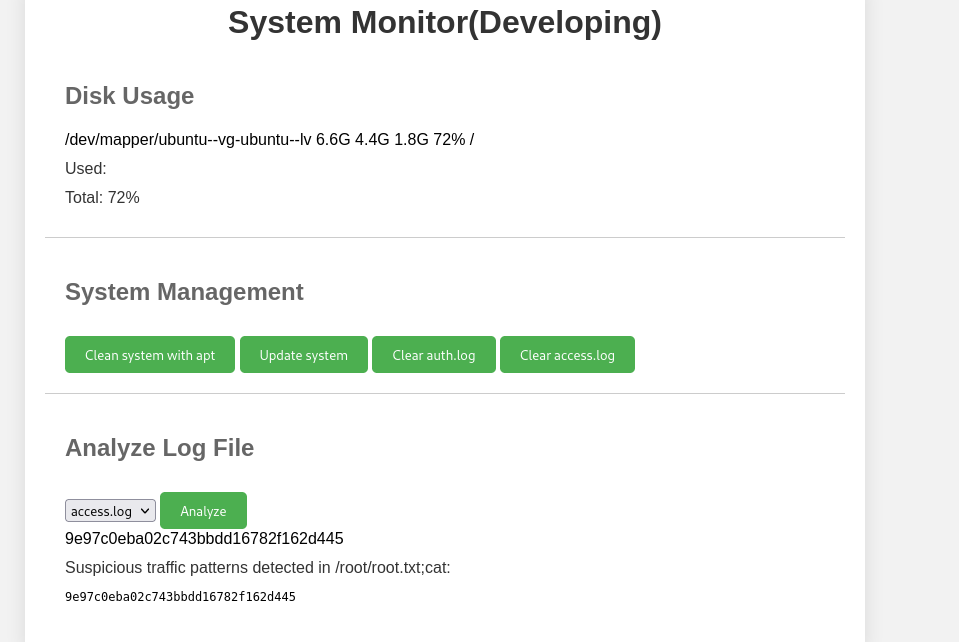 System Monitor(Developing)
Disk Usage
/dev/mapper/ubuntu--vg-ubuntu--lv 6.6G 4.4G 1.8G 72% /
Used:
Total: 72%
System Management
Clean system with apt Update system Clear auth.log Clear access.log
Analyze Log File
access.log Analyze
9e97c0eba02c743bbdd16782f162d445
Suspicious traffic patterns detected in /root/root.txt;cat:
9e97c0eba02c743bbdd16782f162d445